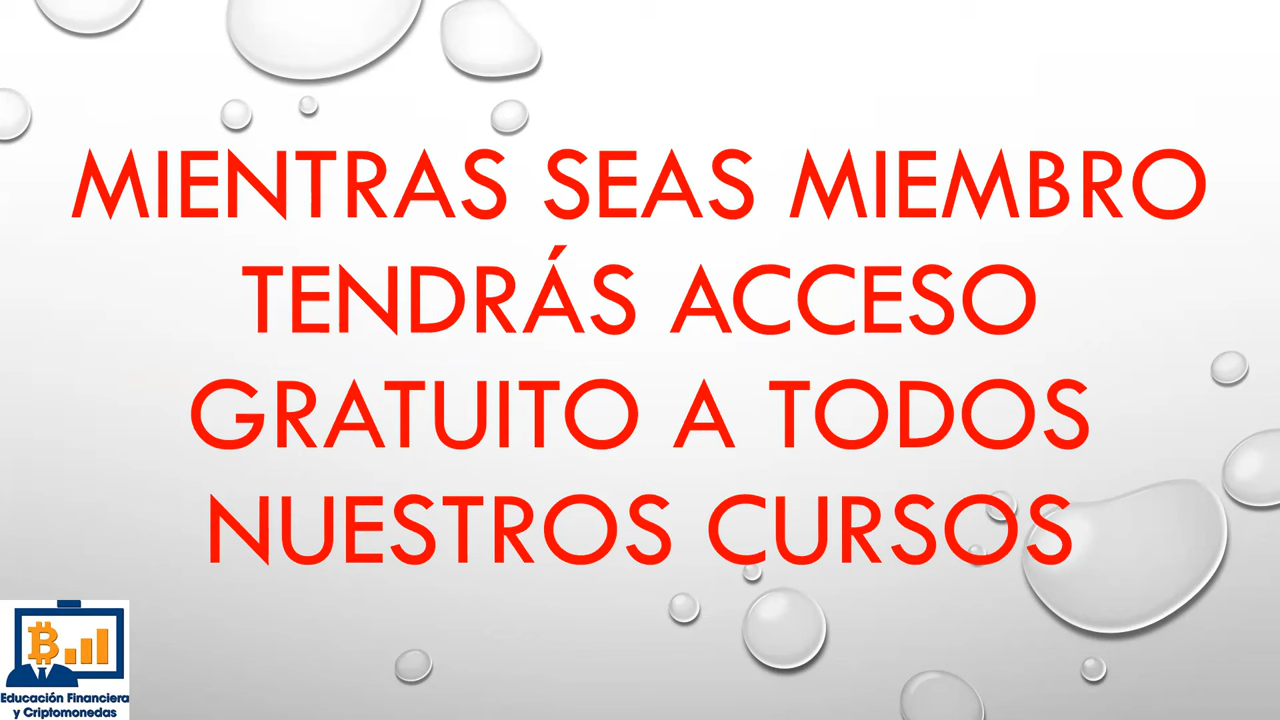 MIENTRAS SEAS MIEMBRO
TENDRÁS ACCESO
GRATUITO A TODOS
NUESTROS CURSOS
Educación Financiera
y Criptomonedas